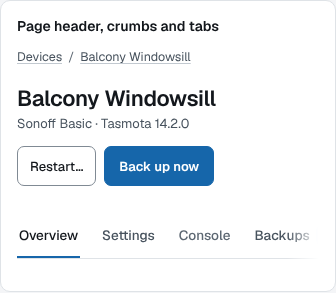 Page header, crumbs and tabs
Devices / Balcony Windowsill
Balcony Windowsill
Sonoff Basic · Tasmota 14.2.0
Restart… Back up now
Overview Settings Console Backups